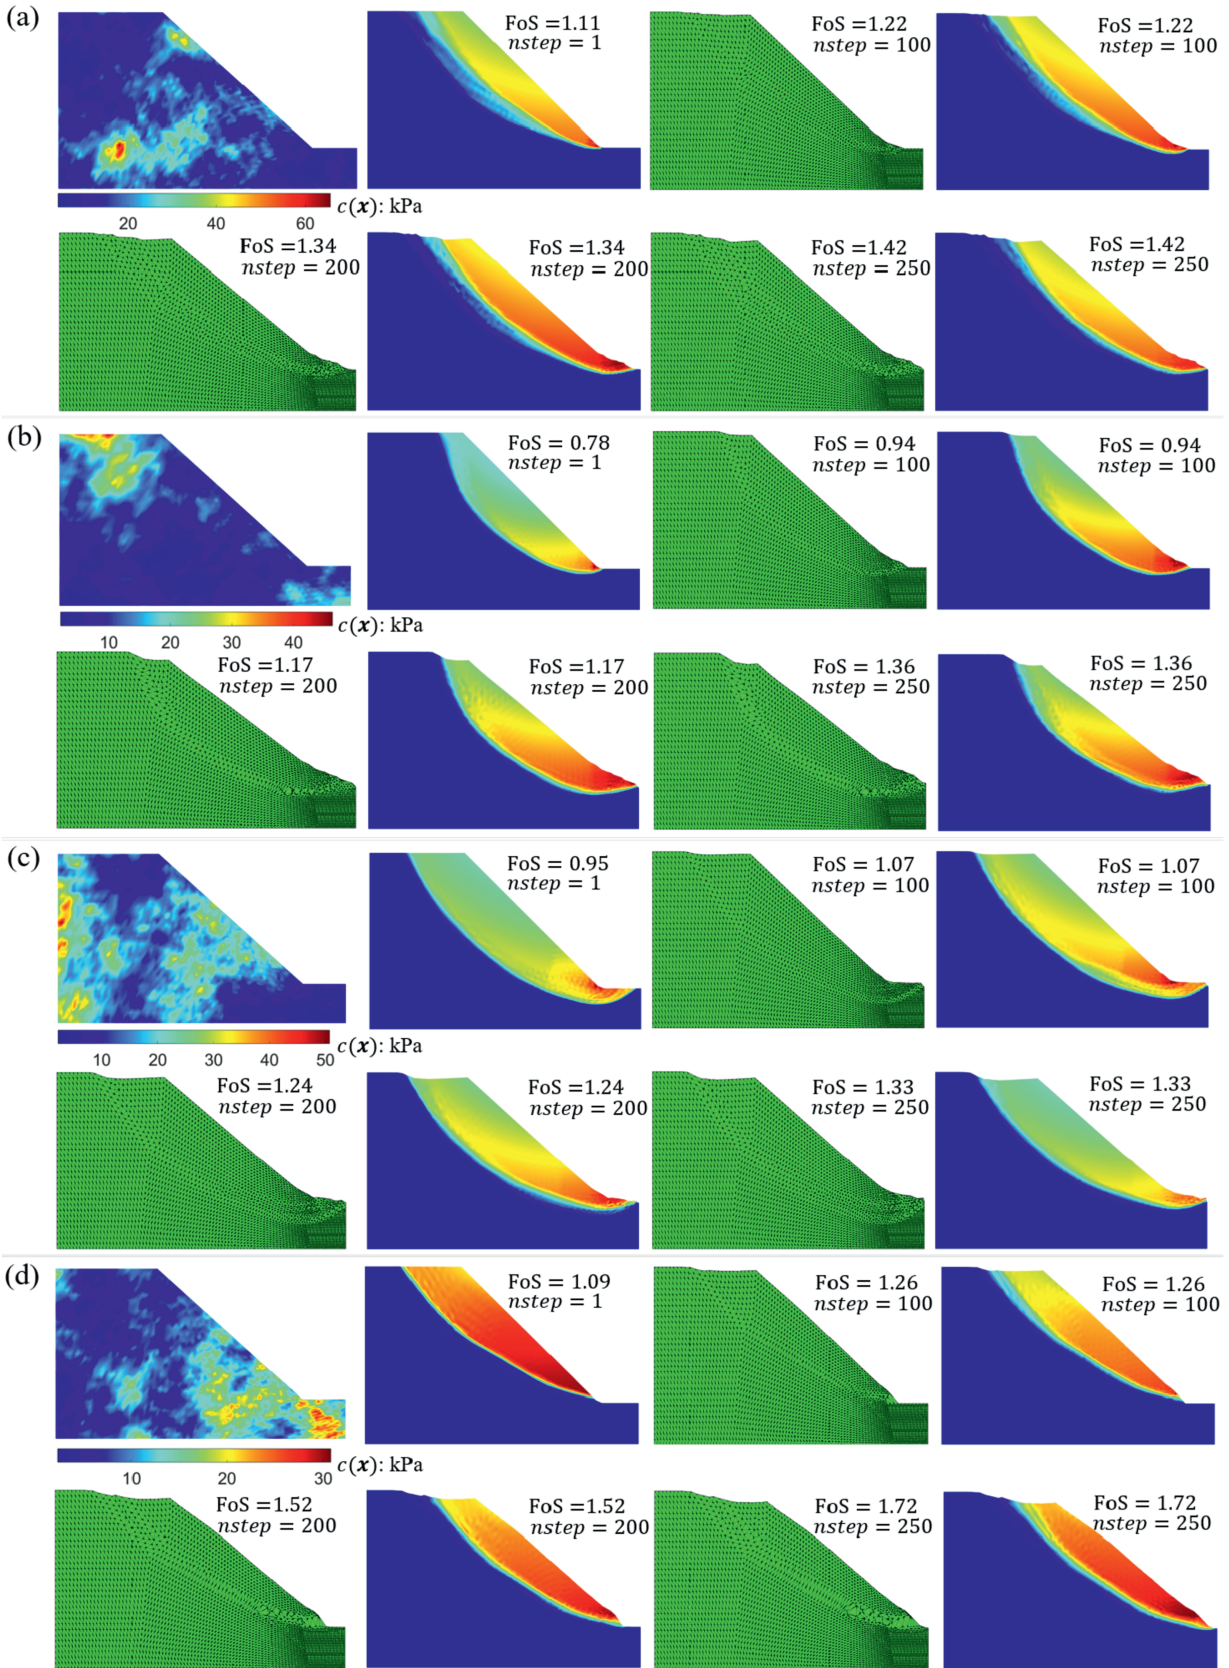 (a)
FoS =1.11
nstep = 1
FoS =1.22
nstep = 100
FoS =1.22
nstep = 100
20 40 60 c(x): kPa
FoS =1.34
nstep = 200
FoS =1.34
nstep = 200
FoS =1.42
nstep = 250
FoS =1.42
nstep = 250
(b)
FoS = 0.78
nstep = 1
FoS = 0.94
nstep = 100
FoS = 0.94
nstep = 100
10 20 30 40 c(x): kPa
FoS =1.17
nstep = 200
FoS =1.17
nstep = 200
FoS =1.36
nstep = 250
FoS =1.36
nstep = 250
(c)
FoS = 0.95
nstep = 1
FoS =1.07
nstep = 100
FoS =1.07
nstep = 100
10 20 30 40 50 c(x): kPa
FoS =1.24
nstep = 200
FoS =1.24
nstep = 200
FoS =1.33
nstep = 250
FoS =1.33
nstep = 250
(d)
FoS =1.09
nstep = 1
FoS =1.26
nstep = 100
FoS =1.26
nstep = 100
10 20 30 c(x): kPa
FoS =1.52
nstep = 200
FoS =1.52
nstep = 200
FoS =1.72
nstep = 250
FoS =1.72
nstep = 250